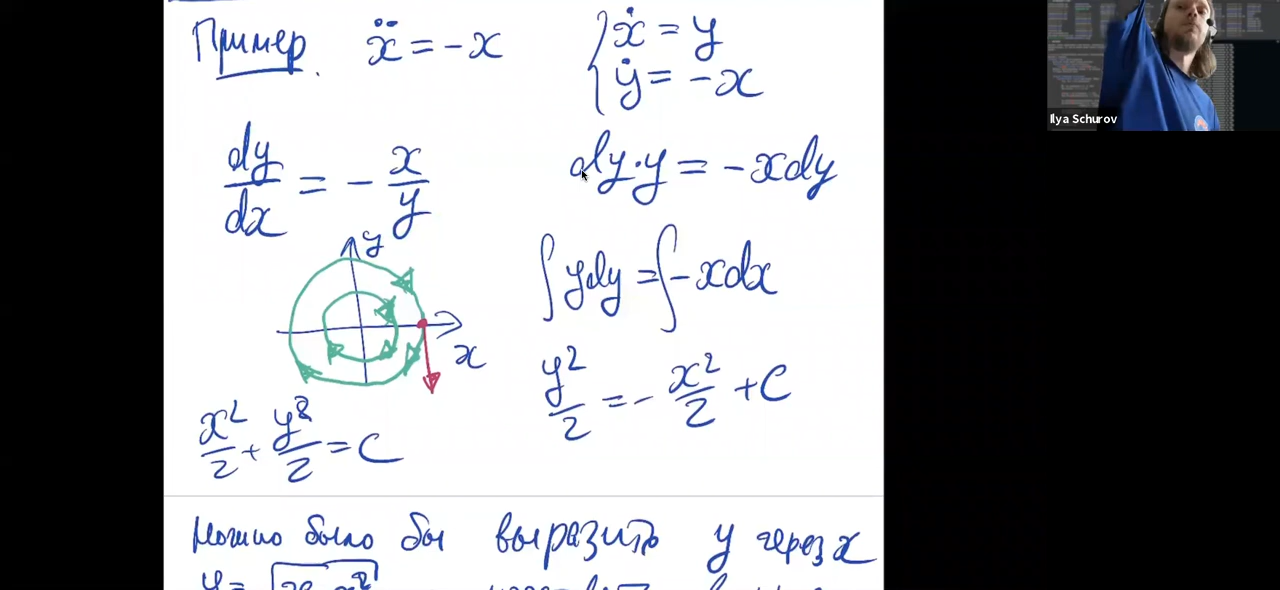 Пример. ẍ = -x { ẋ = y
ẏ = -x
dy/dx = - x/y
dy·y = -xdy
y
x
∫ydy = ∫-xdx
y²/2 = - x²/2 + C
x²/2 + y²/2 = C
Можно было бы выразить y через x
Ilya Schurov